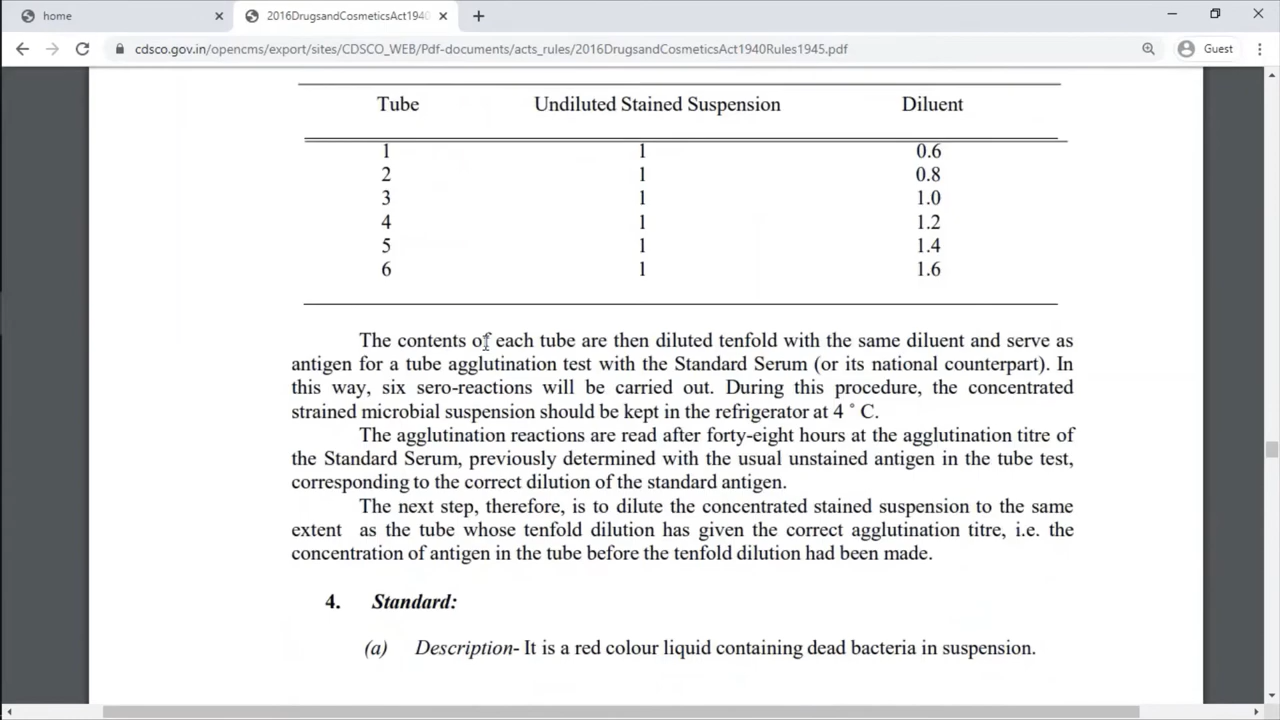 home
2016DrugsandCosmeticsAct1940
cdsco.gov.in/opencms/export/sites/CDSCO_WEB/Pdf-documents/acts_rules/2016DrugsandCosmeticsAct1940Rules1945.pdf
Guest
Tube Undiluted Stained Suspension Diluent
1 1 0.6
2 1 0.8
3 1 1.0
4 1 1.2
5 1 1.4
6 1 1.6
The contents of each tube are then diluted tenfold with the same diluent and serve as
antigen for a tube agglutination test with the Standard Serum (or its national counterpart). In
this way, six sero-reactions will be carried out. During this procedure, the concentrated
strained microbial suspension should be kept in the refrigerator at 4 ° C.
The agglutination reactions are read after forty-eight hours at the agglutination titre of
the Standard Serum, previously determined with the usual unstained antigen in the tube test,
corresponding to the correct dilution of the standard antigen.
The next step, therefore, is to dilute the concentrated stained suspension to the same
extent as the tube whose tenfold dilution has given the correct agglutination titre, i.e. the
concentration of antigen in the tube before the tenfold dilution had been made.
4. Standard:
(a) Description- It is a red colour liquid containing dead bacteria in suspension.